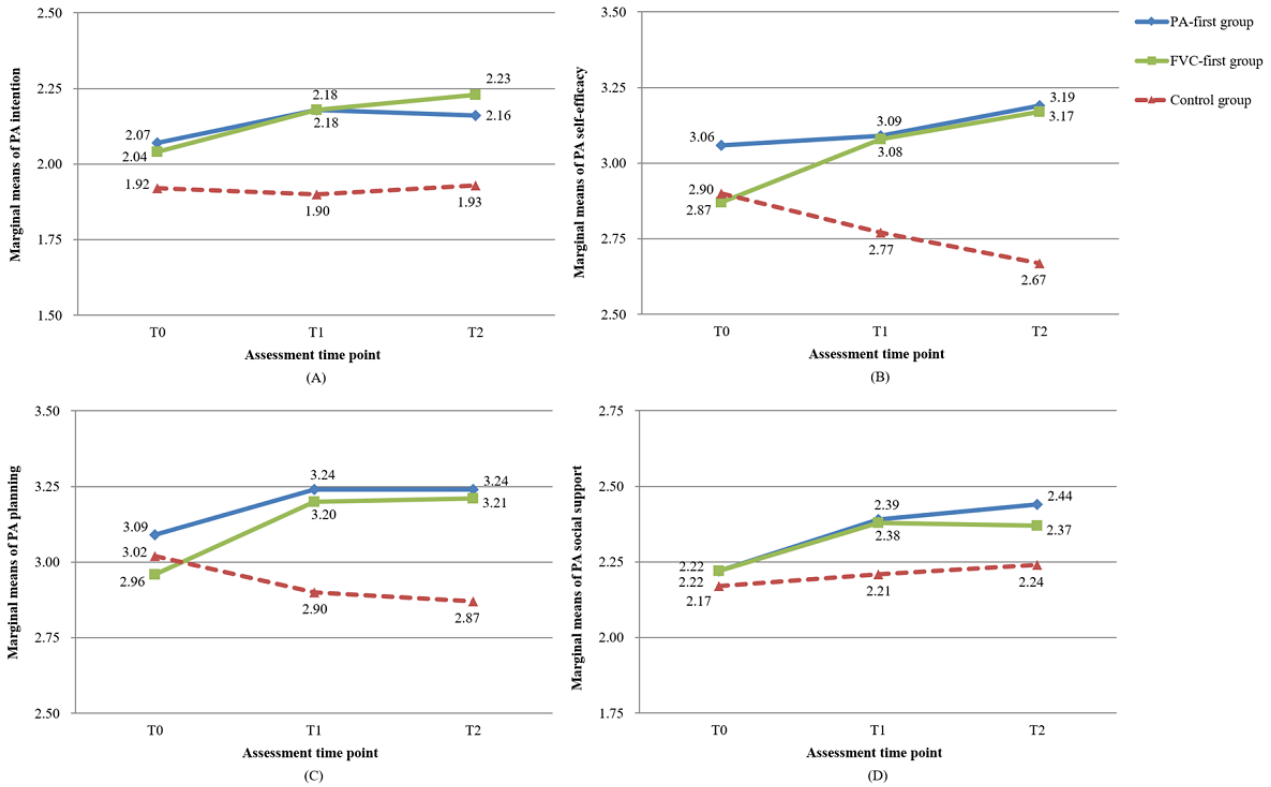 Marginal means of PA intention
2.50
2.25
2.00
1.75
1.50
2.07
2.04
1.92
2.18
2.18
1.90
2.23
2.16
1.93
T0
T1
T2
Assessment time point
(A)
Marginal means of PA self-efficacy
3.50
3.25
3.00
2.75
2.50
3.06
2.90
2.87
3.09
3.08
2.77
3.19
3.17
2.67
T0
T1
T2
Assessment time point
(B)
PA-first group
FVC-first group
Control group
Marginal means of PA planning
3.50
3.25
3.00
2.75
2.50
3.09
3.02
2.96
3.24
3.20
2.90
3.24
3.21
2.87
T0
T1
T2
Assessment time point
(C)
Marginal means of PA social support
2.75
2.50
2.25
2.00
1.75
2.22
2.22
2.17
2.39
2.38
2.21
2.44
2.37
2.24
T0
T1
T2
Assessment time point
(D)